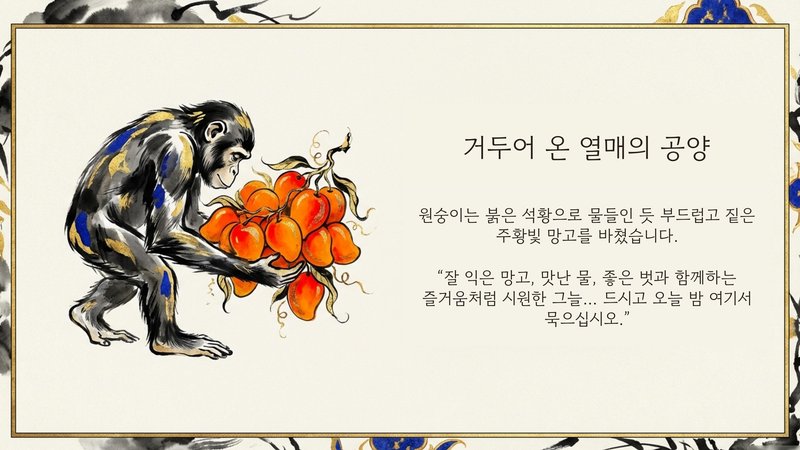 거두어 온 열매의 공양
원숭이는 붉은 석황으로 물들인 듯 부드럽고 짙은
주황빛 망고를 바쳤습니다.
“잘 익은 망고, 맛난 물, 좋은 벗과 함께하는
즐거움처럼 시원한 그늘... 드시고 오늘 밤 여기서
묵으십시오.”